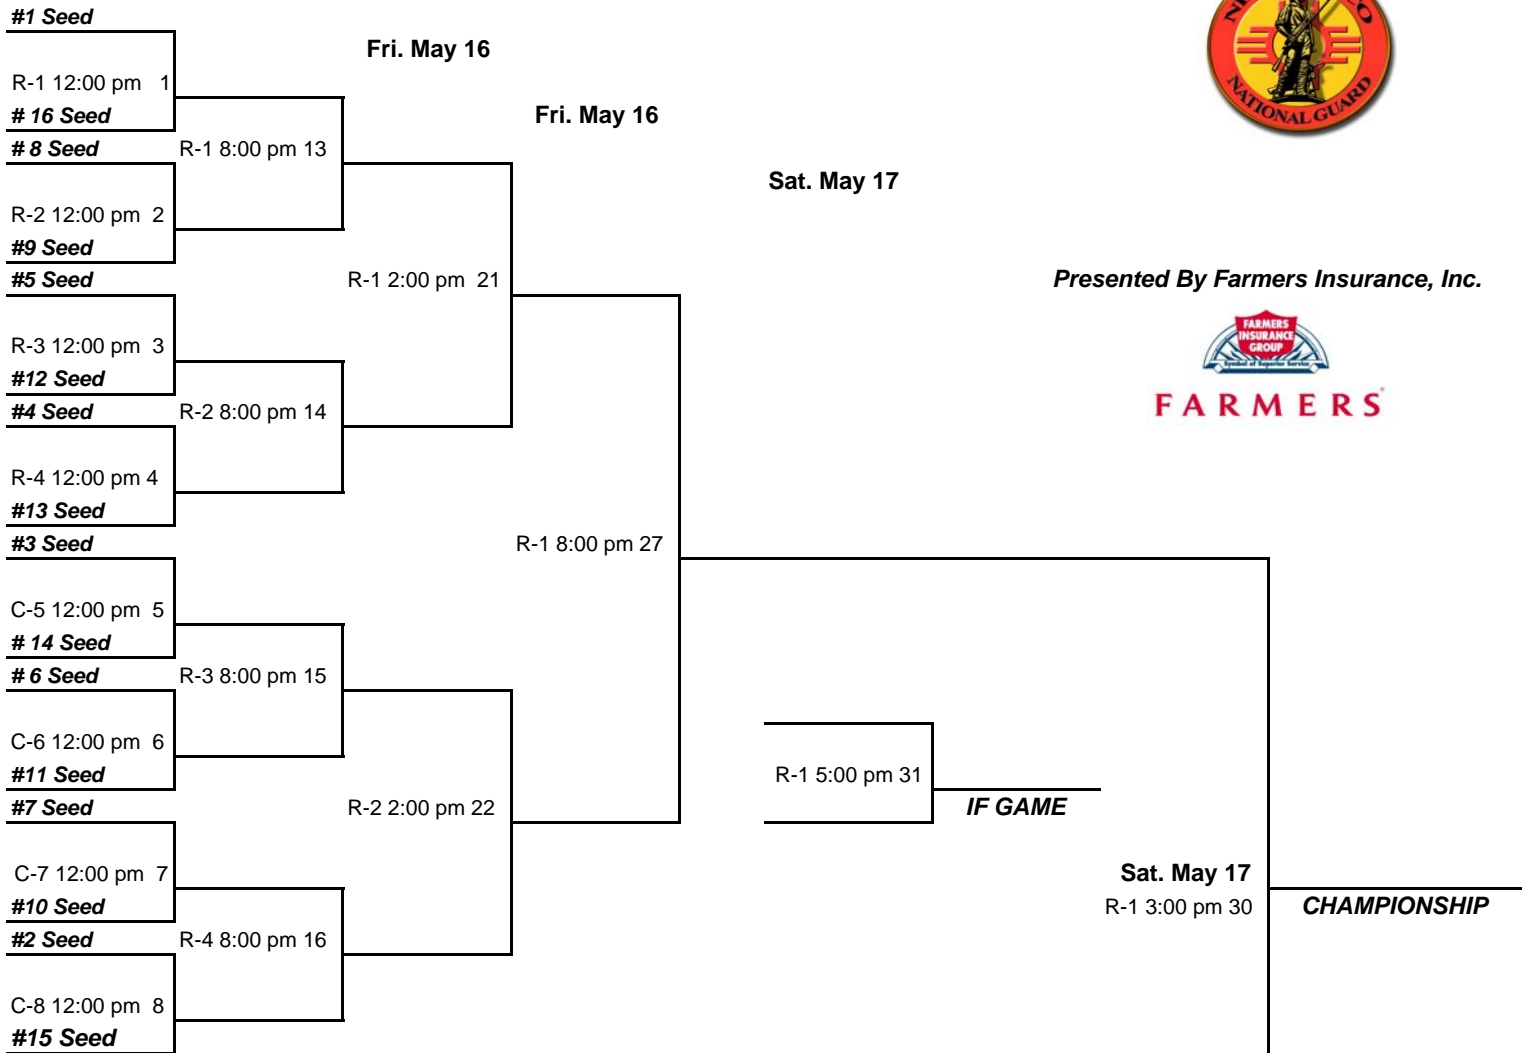 #1 Seed
Fri. May 16
R-1 12:00 pm 1
# 16 Seed
Fri. May 16
NATIONAL GUARD
# 8 Seed
R-1 8:00 pm 13
Sat. May 17
R-2 12:00 pm 2
#9 Seed
#5 Seed
R-1 2:00 pm 21
Presented By Farmers Insurance, Inc.
FARMERS
INSURANCE
GROUP
Symbol of Superior Service
R-3 12:00 pm 3
#12 Seed
#4 Seed
R-2 8:00 pm 14
FARMERS
R-4 12:00 pm 4
#13 Seed
#3 Seed
R-1 8:00 pm 27
C-5 12:00 pm 5
# 14 Seed
# 6 Seed
R-3 8:00 pm 15
C-6 12:00 pm 6
#11 Seed
R-1 5:00 pm 31
#7 Seed
R-2 2:00 pm 22
IF GAME
C-7 12:00 pm 7
Sat. May 17
#10 Seed
R-1 3:00 pm 30
CHAMPIONSHIP
#2 Seed
R-4 8:00 pm 16
C-8 12:00 pm 8
#15 Seed